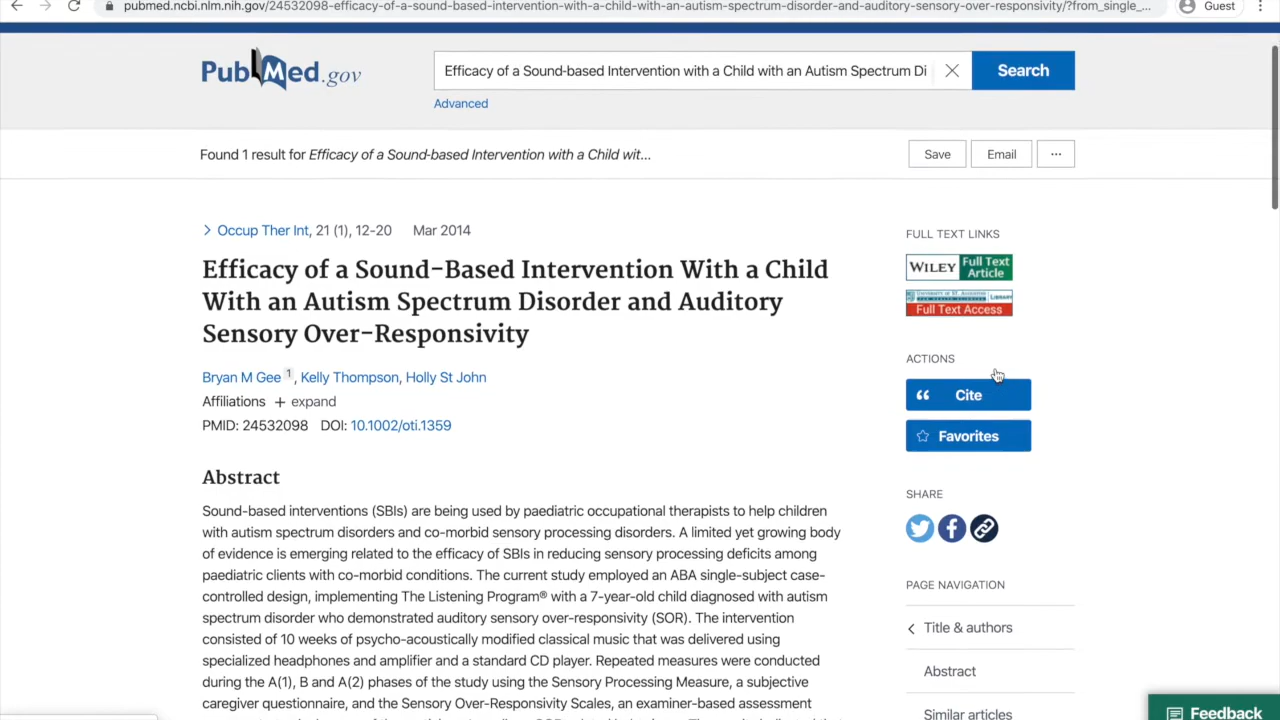 pubmed.ncbi.nlm.nih.gov/24532098-efficacy-of-a-sound-based-intervention-with-a-child-with-an-autism-spectrum-disorder-and-auditory-sensory-over-responsivity/?from_single_...
Guest
PubMed.gov
Efficacy of a Sound-based Intervention with a Child with an Autism Spectrum Di
Search
Advanced
Found 1 result for Efficacy of a Sound-based Intervention with a Child wit...
Save
Email
...
Occup Ther Int, 21 (1), 12-20 Mar 2014
Efficacy of a Sound-Based Intervention With a Child
With an Autism Spectrum Disorder and Auditory
Sensory Over-Responsivity
Bryan M Gee 1, Kelly Thompson, Holly St John
Affiliations + expand
PMID: 24532098 DOI: 10.1002/oti.1359
Abstract
Sound-based interventions (SBIs) are being used by paediatric occupational therapists to help children
with autism spectrum disorders and co-morbid sensory processing disorders. A limited yet growing body
of evidence is emerging related to the efficacy of SBIs in reducing sensory processing deficits among
paediatric clients with co-morbid conditions. The current study employed an ABA single-subject case-
controlled design, implementing The Listening Program® with a 7-year-old child diagnosed with autism
spectrum disorder who demonstrated auditory sensory over-responsivity (SOR). The intervention
consisted of 10 weeks of psycho-acoustically modified classical music that was delivered using
specialized headphones and amplifier and a standard CD player. Repeated measures were conducted
during the A(1), B and A(2) phases of the study using the Sensory Processing Measure, a subjective
caregiver questionnaire, and the Sensory Over-Responsivity Scales, an examiner-based assessment
FULL TEXT LINKS
WILEY Full Text
Article
UNIVERSITY OF ST. AUGUSTINE
LIBRARY
Full Text Access
ACTIONS
Cite
Favorites
SHARE
PAGE NAVIGATION
Title & authors
Abstract
Similar articles
Feedback